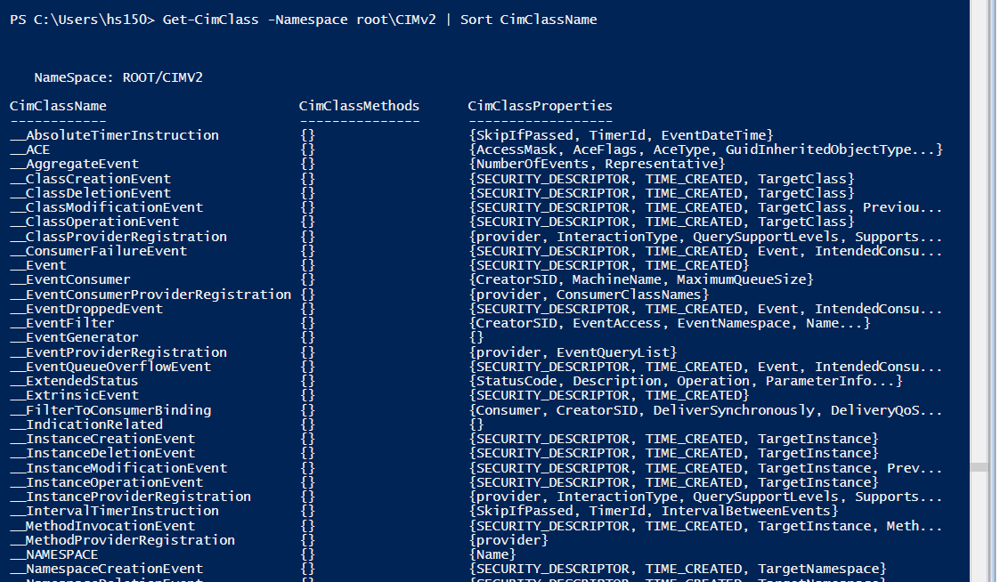 PS C:\Users\hs150> Get-CimClass -Namespace root\CIMv2 | Sort CimClassName
NameSpace: ROOT/CIMV2
CimClassName CimClassMethods CimClassProperties
------------ --------------- ------------------
__AbsoluteTimerInstruction {} {SkipIfPassed, TimerId, EventDateTime}
__ACE {} {AccessMask, AceFlags, AceType, GuidInheritedObjectType...}
__AggregateEvent {} {NumberOfEvents, Representative}
__ClassCreationEvent {} {SECURITY_DESCRIPTOR, TIME_CREATED, TargetClass}
__ClassDeletionEvent {} {SECURITY_DESCRIPTOR, TIME_CREATED, TargetClass}
__ClassModificationEvent {} {SECURITY_DESCRIPTOR, TIME_CREATED, TargetClass, Previou...
__ClassOperationEvent {} {SECURITY_DESCRIPTOR, TIME_CREATED, TargetClass}
__ClassProviderRegistration {} {provider, InteractionType, QuerySupportLevels, Supports...
__ConsumerFailureEvent {} {SECURITY_DESCRIPTOR, TIME_CREATED, Event, IntendedConsu...
__Event {} {SECURITY_DESCRIPTOR, TIME_CREATED}
__EventConsumer {} {CreatorSID, MachineName, MaximumQueueSize}
__EventConsumerProviderRegistration {} {provider, ConsumerClassNames}
__EventDroppedEvent {} {SECURITY_DESCRIPTOR, TIME_CREATED, Event, IntendedConsu...
__EventFilter {} {CreatorSID, EventAccess, EventNamespace, Name...}
__EventGenerator {} {}
__EventProviderRegistration {} {provider, EventQueryList}
__EventQueueOverflowEvent {} {SECURITY_DESCRIPTOR, TIME_CREATED, Event, IntendedConsu...
__ExtendedStatus {} {StatusCode, Description, Operation, ParameterInfo...}
__ExtrinsicEvent {} {SECURITY_DESCRIPTOR, TIME_CREATED}
__FilterToConsumerBinding {} {Consumer, CreatorSID, DeliverSynchronously, DeliveryQoS...
__IndicationRelated {} {}
__InstanceCreationEvent {} {SECURITY_DESCRIPTOR, TIME_CREATED, TargetInstance}
__InstanceDeletionEvent {} {SECURITY_DESCRIPTOR, TIME_CREATED, TargetInstance}
__InstanceModificationEvent {} {SECURITY_DESCRIPTOR, TIME_CREATED, TargetInstance, Prev...
__InstanceOperationEvent {} {SECURITY_DESCRIPTOR, TIME_CREATED, TargetInstance}
__InstanceProviderRegistration {} {provider, InteractionType, QuerySupportLevels, Supports...
__IntervalTimerInstruction {} {SkipIfPassed, TimerId, IntervalBetweenEvents}
__MethodInvocationEvent {} {SECURITY_DESCRIPTOR, TIME_CREATED, TargetInstance, Meth...
__MethodProviderRegistration {} {provider}
__NAMESPACE {} {Name}
__NamespaceCreationEvent {} {SECURITY_DESCRIPTOR, TIME_CREATED, TargetNamespace}